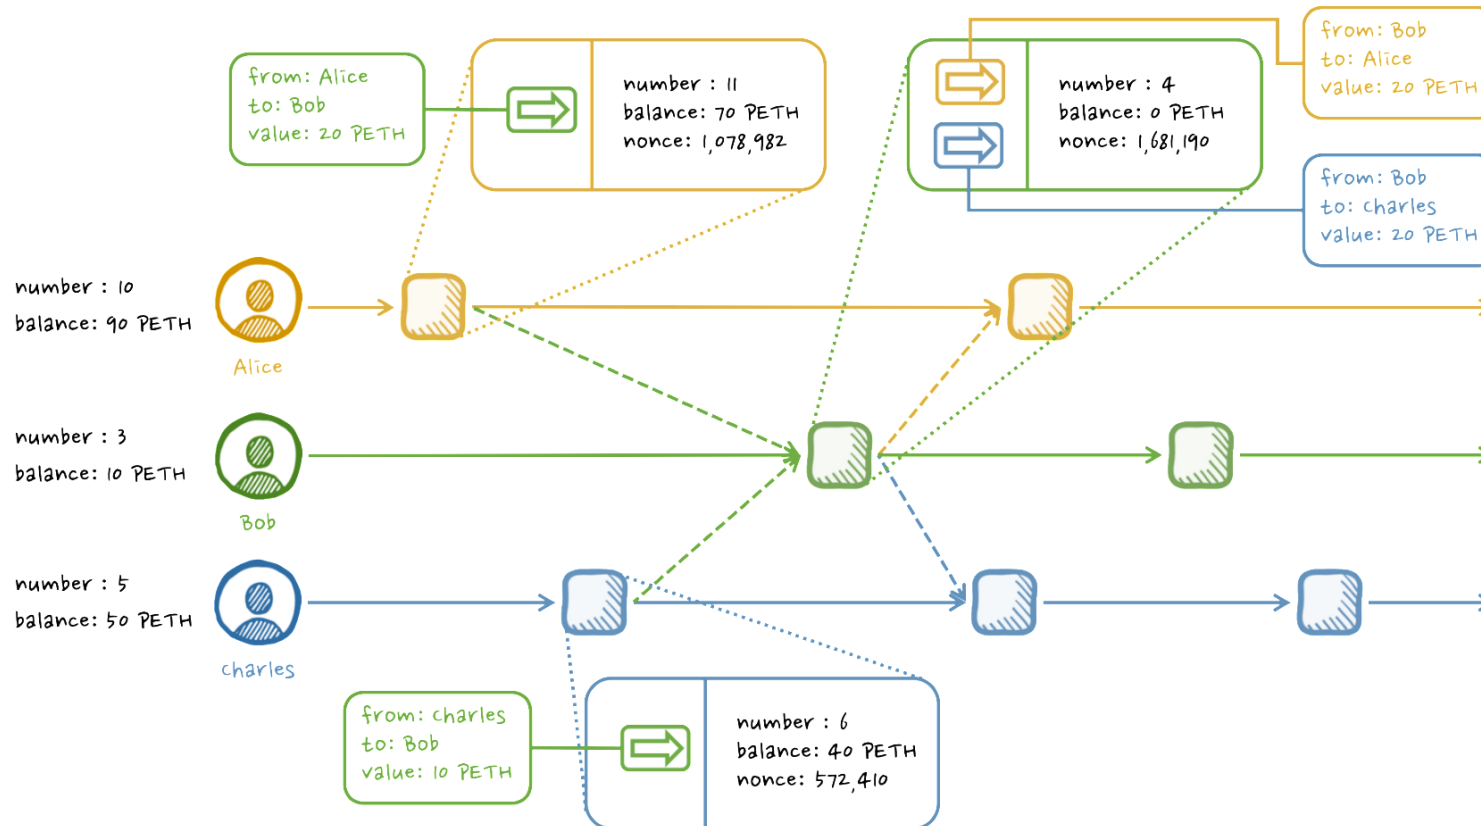 from: Alice
to: Bob
value: 20 PETH
number : 11
balance: 70 PETH
nonce: 1,078,982
number : 4
balance: 0 PETH
nonce: 1,681,190
from: Bob
to: Alice
value: 20 PETH
from: Bob
to: Charles
value: 20 PETH
number : 10
balance: 90 PETH
Alice
number : 3
balance: 10 PETH
Bob
number : 5
balance: 50 PETH
Charles
from: Charles
to: Bob
value: 10 PETH
number : 6
balance: 40 PETH
nonce: 572,410